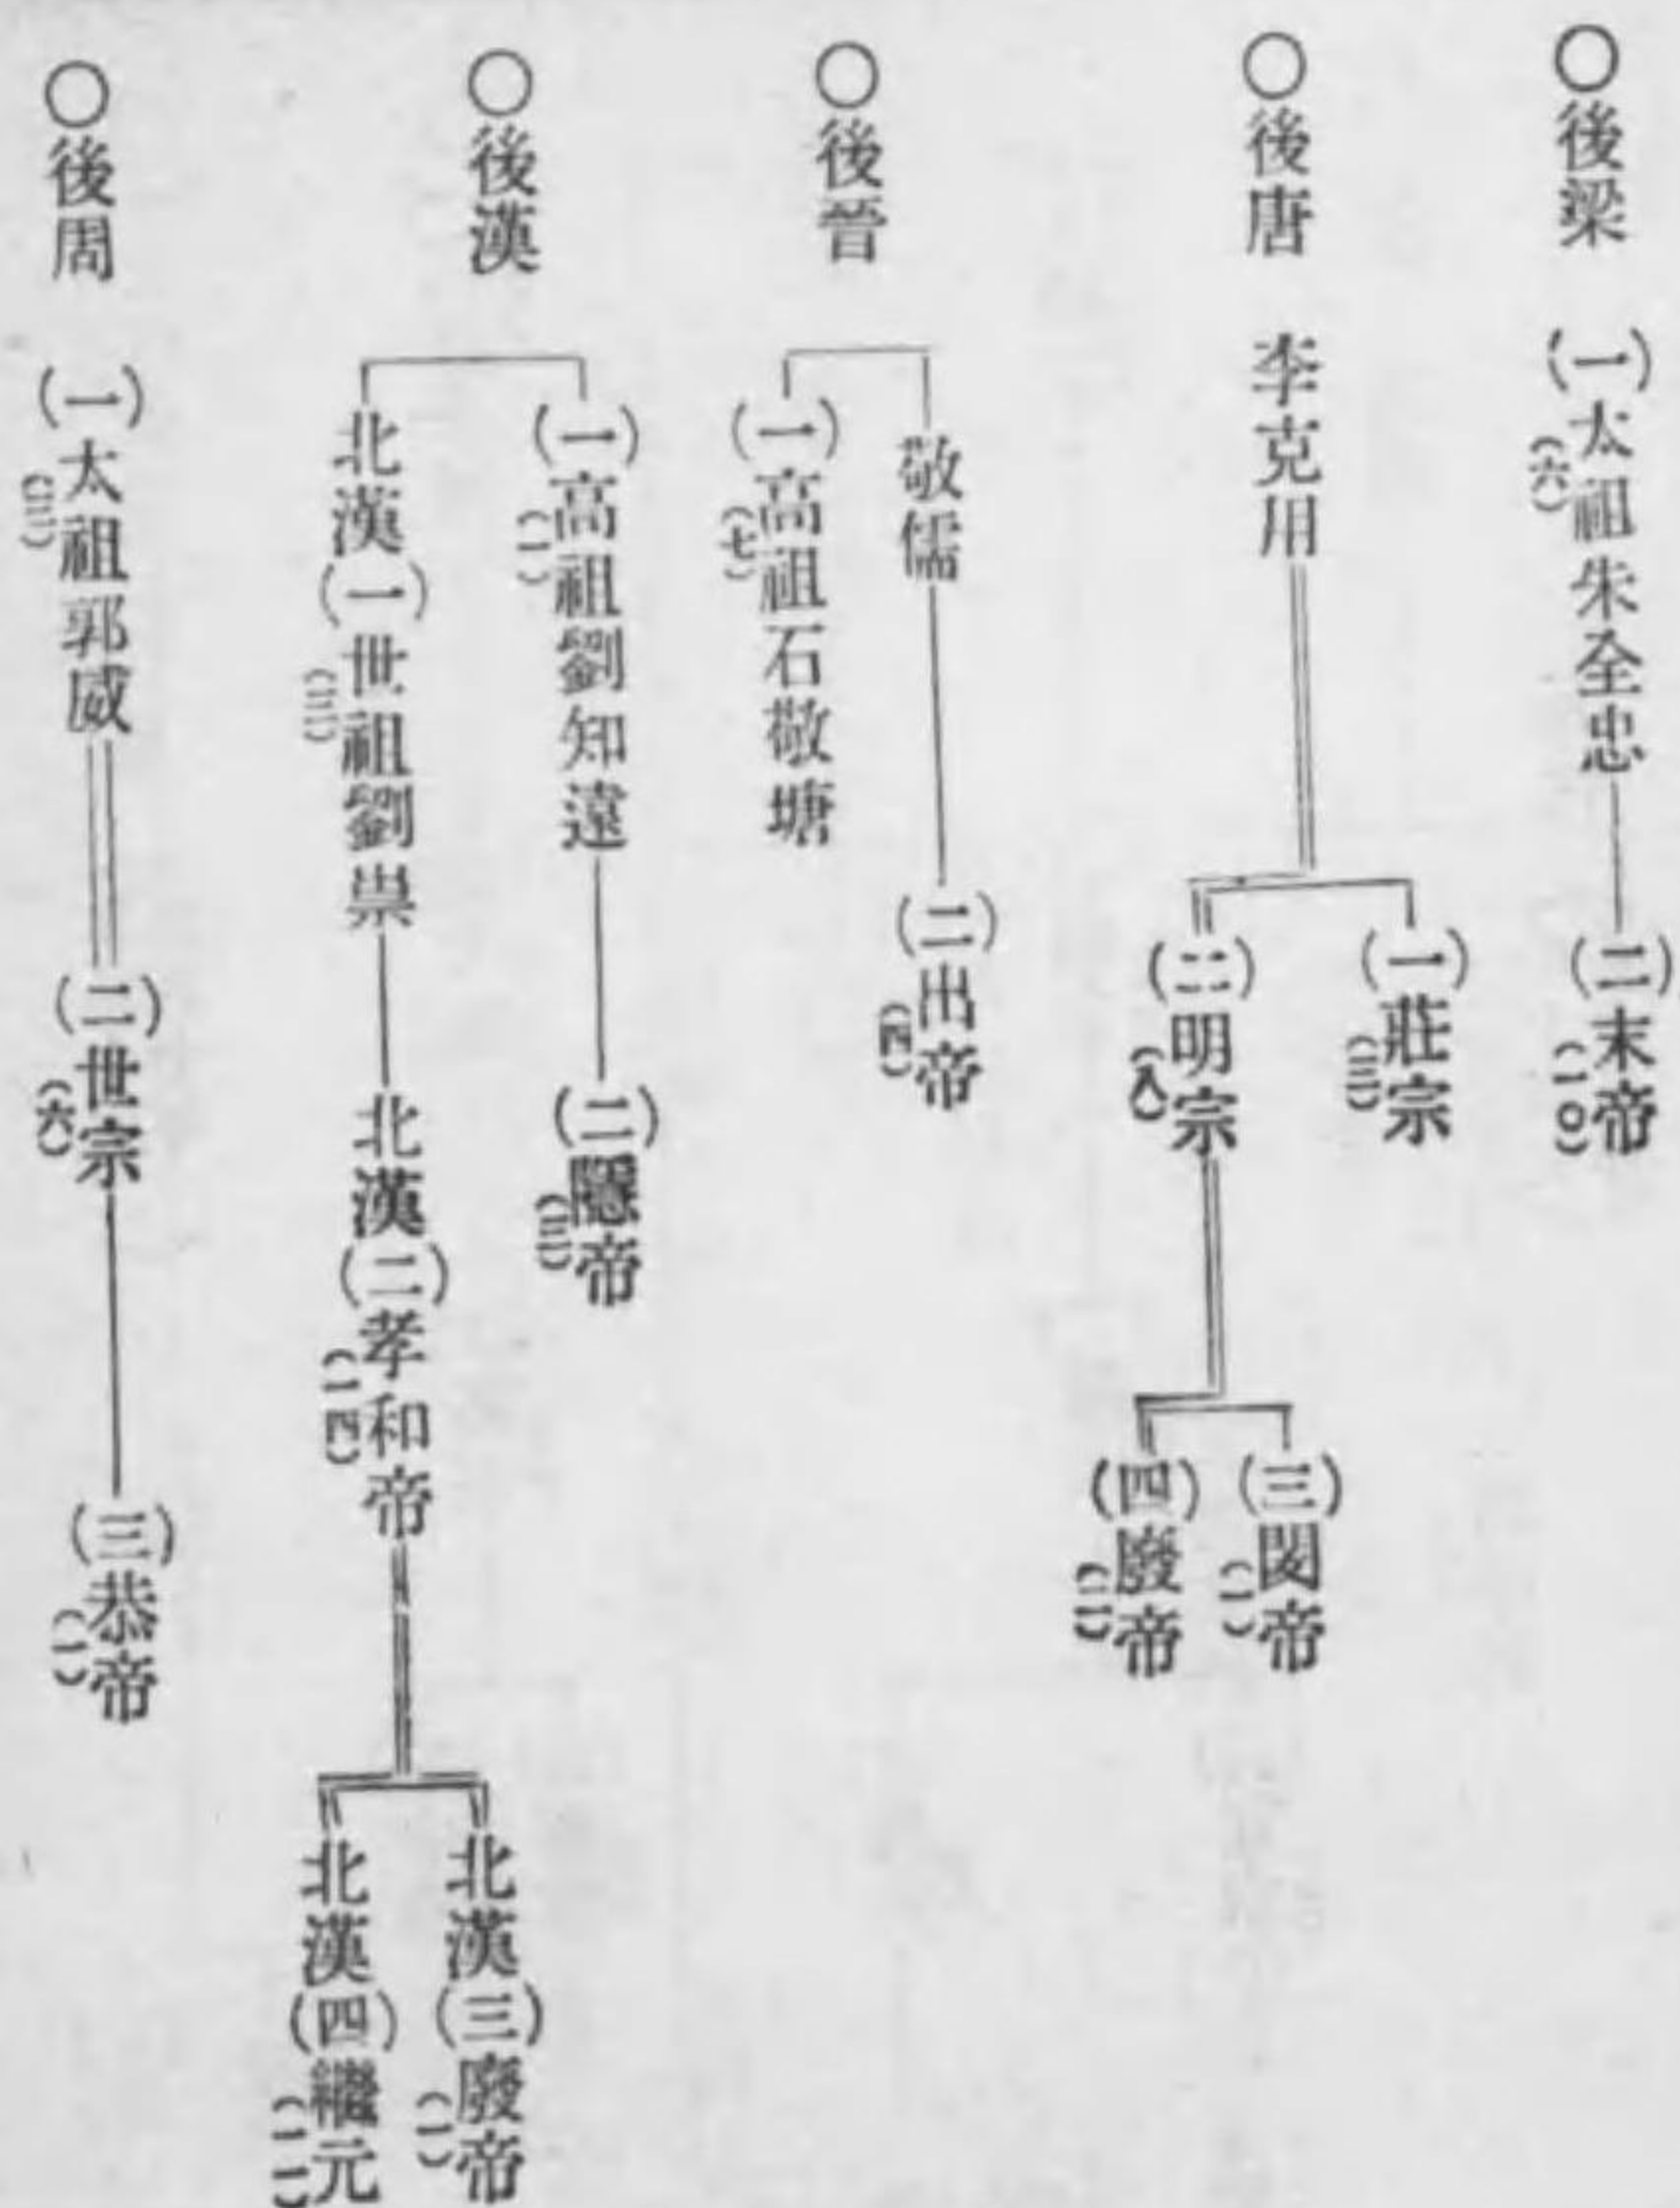 ○後梁
(一)太祖朱全忠
(六)
(二)末帝
(一〇)
○後唐
李克用
(一)莊宗
(三)
(二)明宗
(八)
(三)閔帝
(一)
(四)廢帝
(二)
○後晉
敬儒
(二)出帝
(四)
(一)高祖石敬塘
(七)
○後漢
(一)高祖劉知遠
(一)
(二)隱帝
(三)
北漢(一)世祖劉崇
北漢(二)孝和帝
(一四)
北漢(三)廢帝
(一)
北漢(四)繼元
○後周
(一)太祖郭威
(三)
(二)世宗
(六)
(三)恭帝
(一)